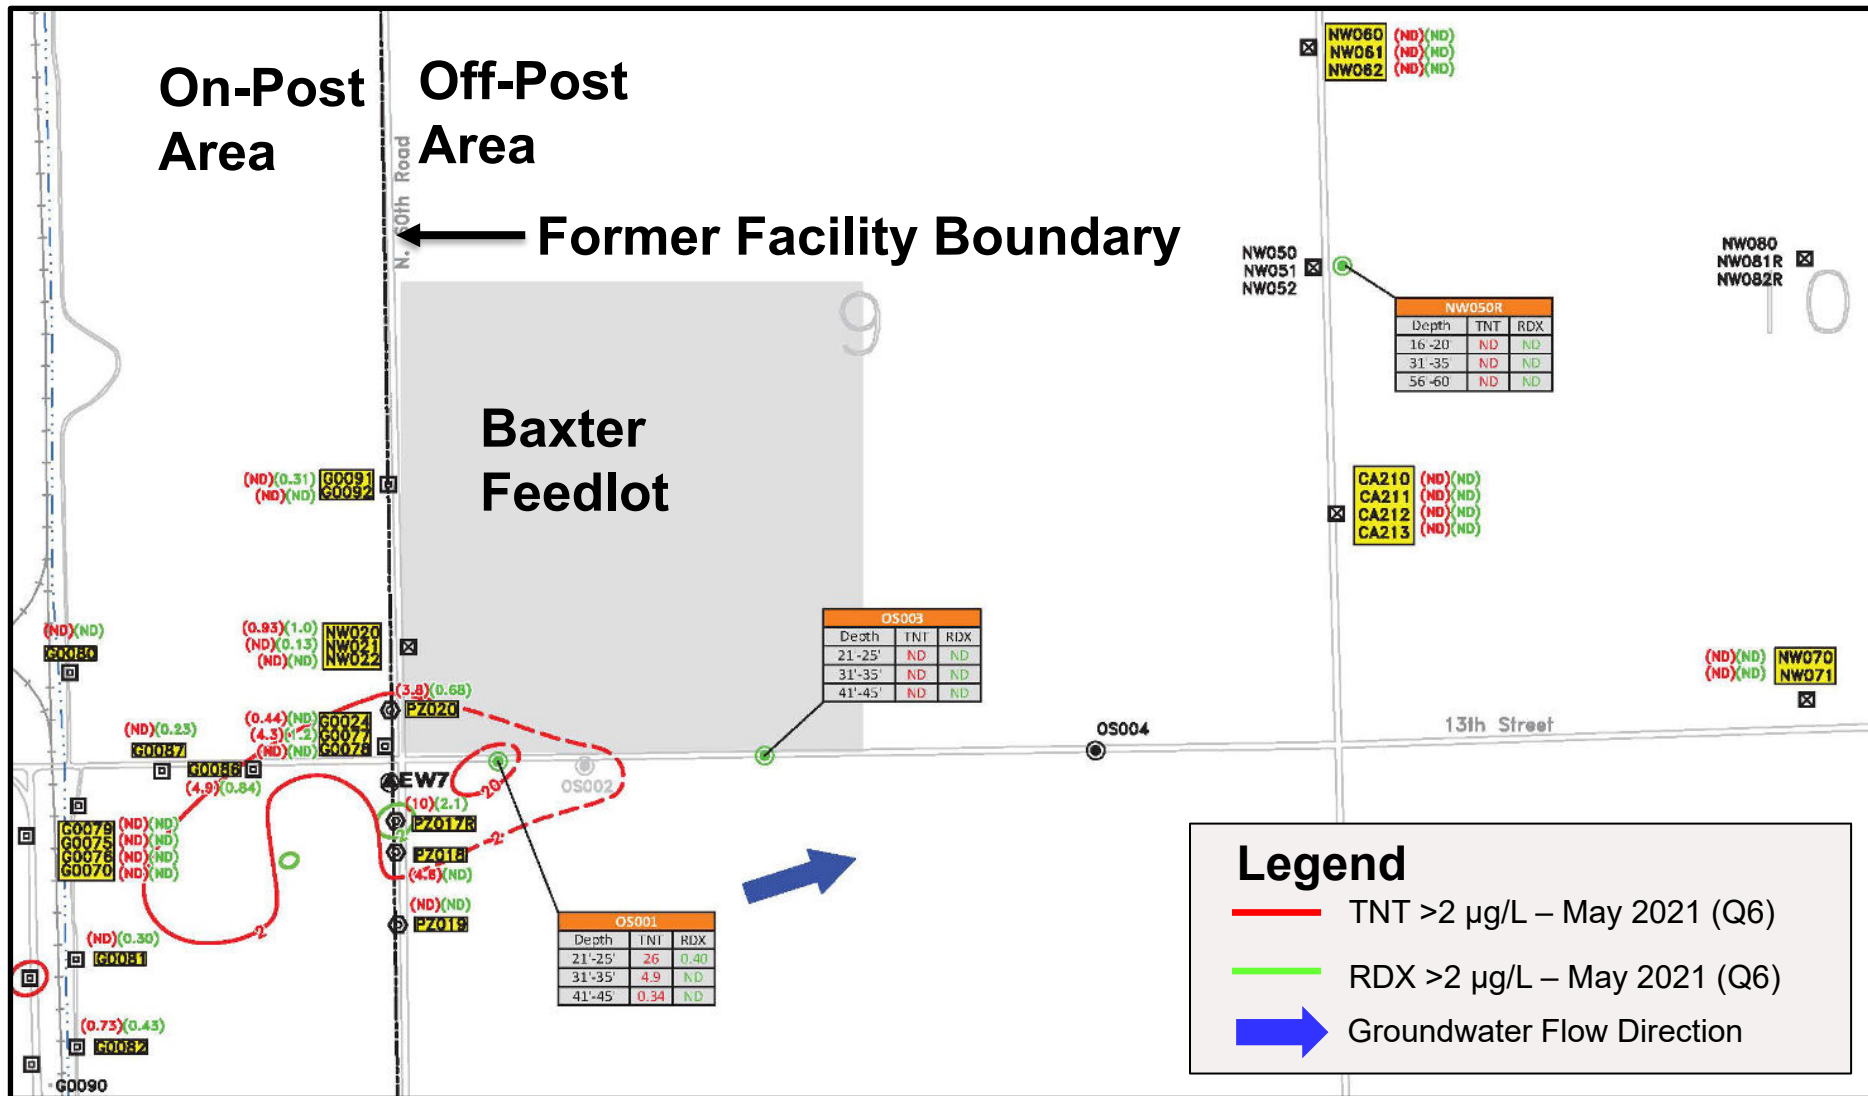 On-Post
Area
Off-Post
Area
N. 60th Road
Former Facility Boundary
NW060 (ND)(ND)
NW061 (ND)(ND)
NW062 (ND)(ND)
9
NW050
NW051
NW052
NW050R
Depth TNT RDX
16'-20' ND ND
31'-35' ND ND
56'-60' ND ND
NW080
NW081R
NW082R
10
Baxter
Feedlot
(ND)(0.31) G0091
(ND)(ND) G0092
CA210 (ND)(ND)
CA211 (ND)(ND)
CA212 (ND)(ND)
CA213 (ND)(ND)
(ND)(ND)
G0080
(0.93)(1.0) NW020
(ND)(0.13) NW021
(ND)(ND) NW022
OS003
Depth TNT RDX
21'-25' ND ND
31'-35' ND ND
41'-45' ND ND
(ND)(ND) NW070
(ND)(ND) NW071
(3.8)(0.68)
PZ020
(0.44)(ND) G0024
(4.3)(1.2) G0077
(ND)(ND) G0078
(ND)(0.23)
G0087
G0086
(4.9)(0.84)
EW7
20
OS002
OS004
13th Street
(10)(2.1)
PZ017R
2
2
PZ018
(4.8)(ND)
G0079 (ND)(ND)
G0075 (ND)(ND)
G0076 (ND)(ND)
G0070 (ND)(ND)
2
(ND)(ND)
PZ019
(ND)(0.30)
G0081
OS001
Depth TNT RDX
21'-25' 26 0.40
31'-35' 4.9 ND
41'-45' 0.34 ND
(0.73)(0.43)
G0082
G0090
Legend
TNT >2 µg/L – May 2021 (Q6)
RDX >2 µg/L – May 2021 (Q6)
Groundwater Flow Direction